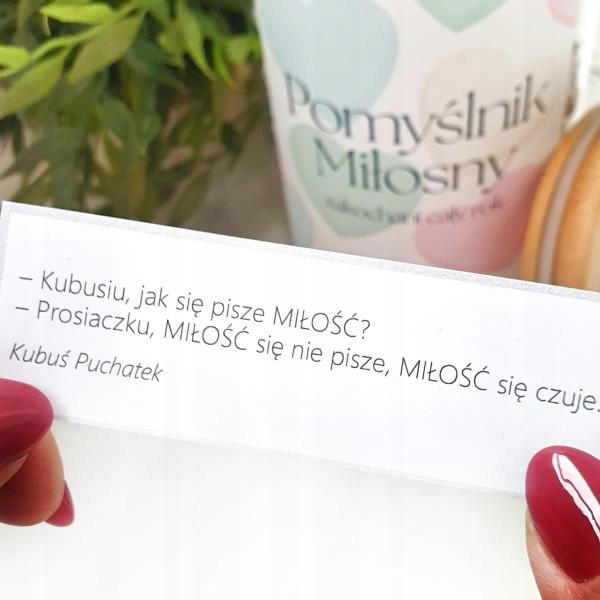 Pomyślnik
Miłosny
zakochani cały rok
– Kubusiu, jak się pisze MIŁOŚĆ?
– Prosiaczku, MIŁOŚĆ się nie pisze, MIŁOŚĆ się czuje.
Kubuś Puchatek